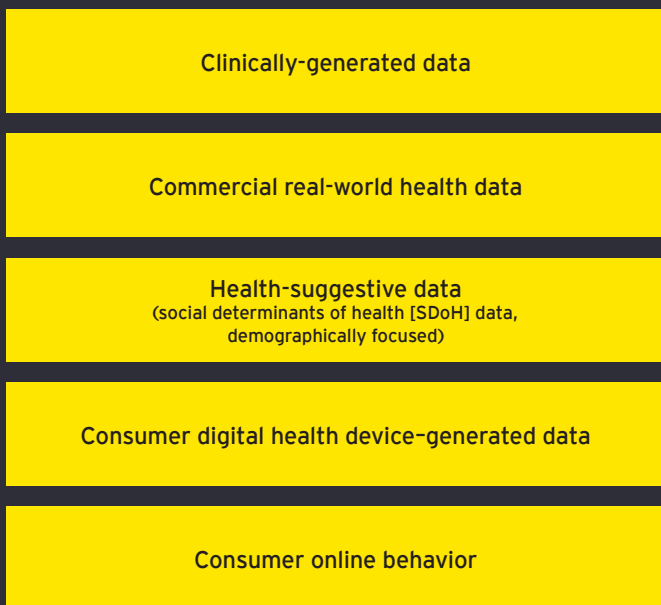 Clinically-generated data
Commercial real-world health data
Health-suggestive data
(social determinants of health [SDoH] data,
demographically focused)
Consumer digital health device–generated data
Consumer online behavior